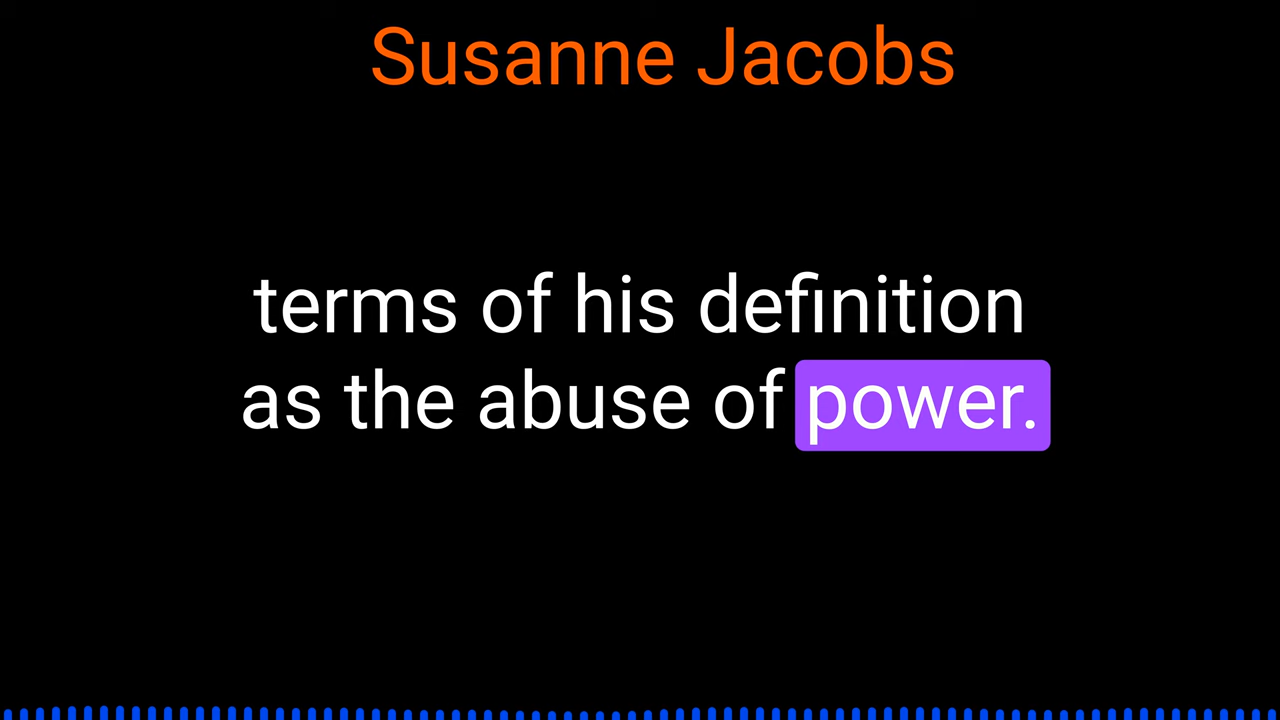 Susanne Jacobs
terms of his definition
as the abuse of power.